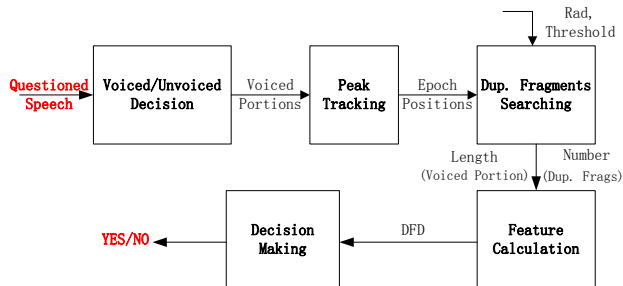 Rad,
Threshold
Questioned
Speech
Voiced/Unvoiced
Decision
Voiced
Portions
Peak
Tracking
Epoch
Positions
Dup. Fragments
Searching
Length
(Voiced Portion)
Number
(Dup. Frags)
YES/NO
Decision
Making
DFD
Feature
Calculation